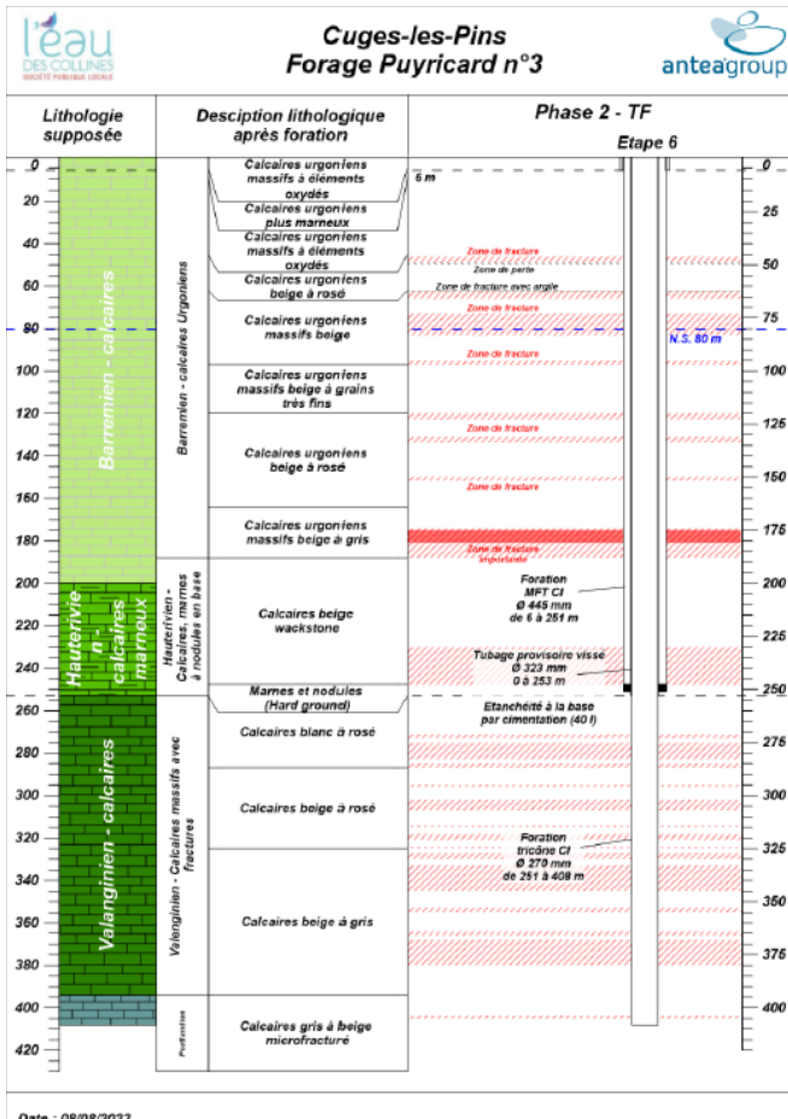 l'eau
DES COLLINES
SOCIÉTÉ PUBLIQUE LOCALE
Cuges-les-Pins
Forage Puyricard n°3
anteagroup
Lithologie
supposée
Desciption lithologique
après foration
Phase 2 - TF
Etape 6
0
20
40
60
80
100
120
140
160
180
200
220
240
260
280
300
320
340
360
380
400
420
Barremien - calcaires
Hauterivie
n -
calcaires
marneux
Valanginien - calcaires
Barremien - calcaires Urgoniens
Hauterivien -
Calcaires, marnes
à nodules en base
Valenginien - Calcaires massifs avec
fractures
Calcaires urgoniens
massifs à éléments
oxydés
Calcaires urgoniens
plus marneux
Calcaires urgoniens
massifs à éléments
oxydés
Calcaires urgoniens
beige à rosé
Calcaires urgoniens
massifs beige
Calcaires urgoniens
massifs beige à grains
très fins
Calcaires urgoniens
beige à rosé
Calcaires urgoniens
massifs beige à gris
Calcaires beige
wackstone
Marnes et nodules
(Hard ground)
Calcaires blanc à rosé
Calcaires beige à rosé
Calcaires beige à gris
Calcaires gris à beige
microfracturé
6 m
Zone de fracture
Zone de perte
Zone de fracture avec argile
Zone de fracture
N.S. 80 m
Zone de fracture
Zone de fracture
Zone de fracture
Zone de fracture
importante
Foration
MFT CI
Ø 445 mm
de 6 à 251 m
Tubage provisoire vissé
Ø 323 mm
0 à 253 m
Etanchéité à la base
par cimentation (40 l)
Foration
tricône CI
Ø 270 mm
de 251 à 408 m
0
25
50
75
100
125
150
175
200
225
250
275
300
325
350
375
400